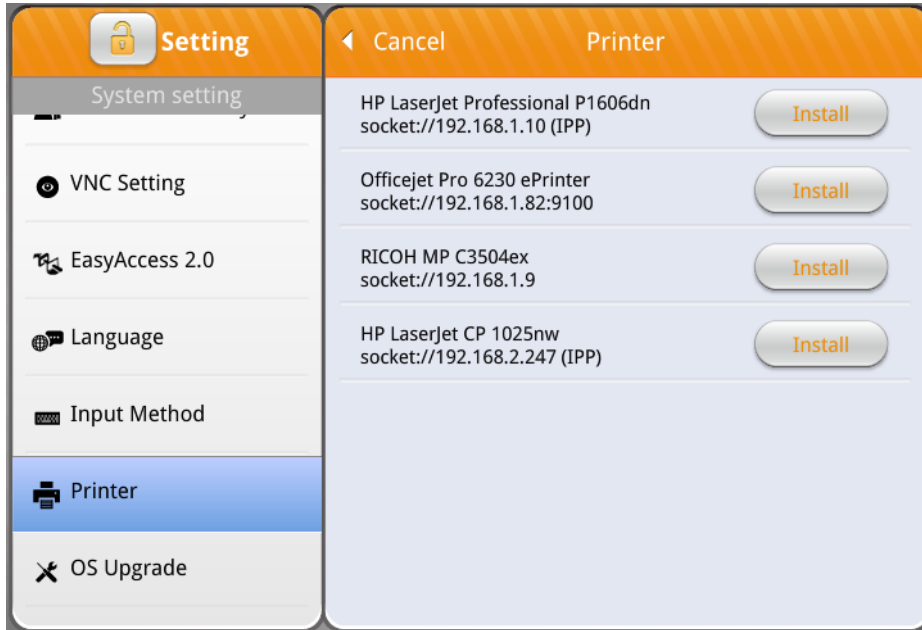 Setting
System setting
VNC Setting
EasyAccess 2.0
Language
Input Method
Printer
OS Upgrade
Cancel
Printer
HP LaserJet Professional P1606dn
socket://192.168.1.10 (IPP)
Install
Officejet Pro 6230 ePrinter
socket://192.168.1.82:9100
Install
RICOH MP C3504ex
socket://192.168.1.9
Install
HP LaserJet CP 1025nw
socket://192.168.2.247 (IPP)
Install